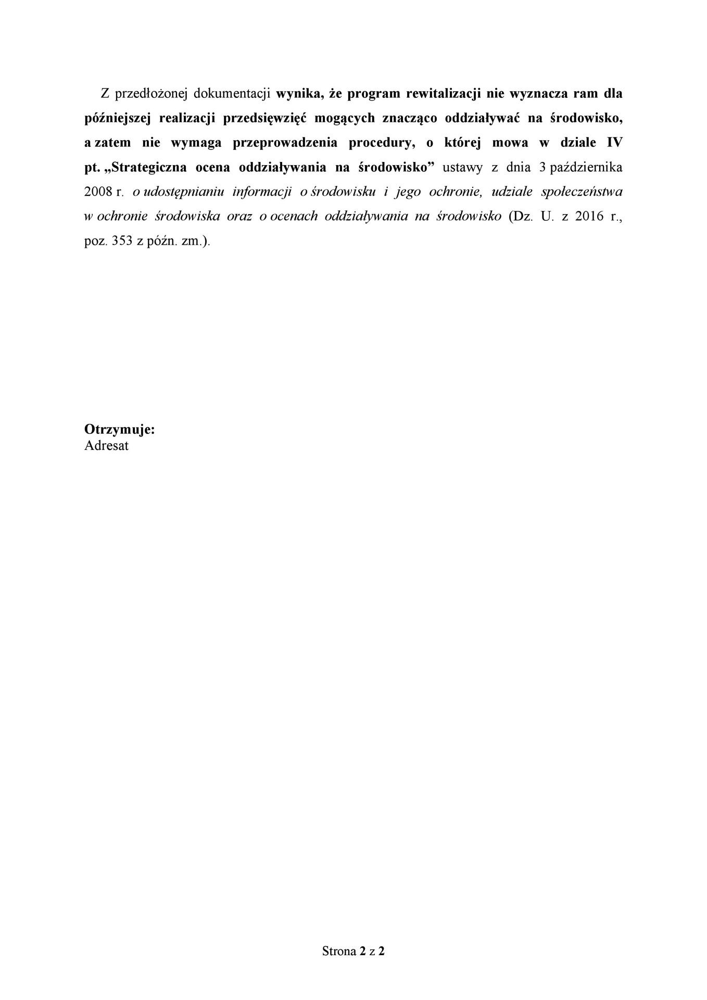 Z przedłożonej dokumentacji wynika, że program rewitalizacji nie wyznacza ram dla
późniejszej realizacji przedsięwzięć mogących znacząco oddziaływać na środowisko,
a zatem nie wymaga przeprowadzenia procedury, o której mowa w dziale IV
pt. „Strategiczna ocena oddziaływania na środowisko” ustawy z dnia 3 października
2008 r. o udostępnianiu informacji o środowisku i jego ochronie, udziale społeczeństwa
w ochronie środowiska oraz o ocenach oddziaływania na środowisko (Dz. U. z 2016 r.,
poz. 353 z późn. zm.).
Otrzymuje:
Adresat
Strona 2 z 2